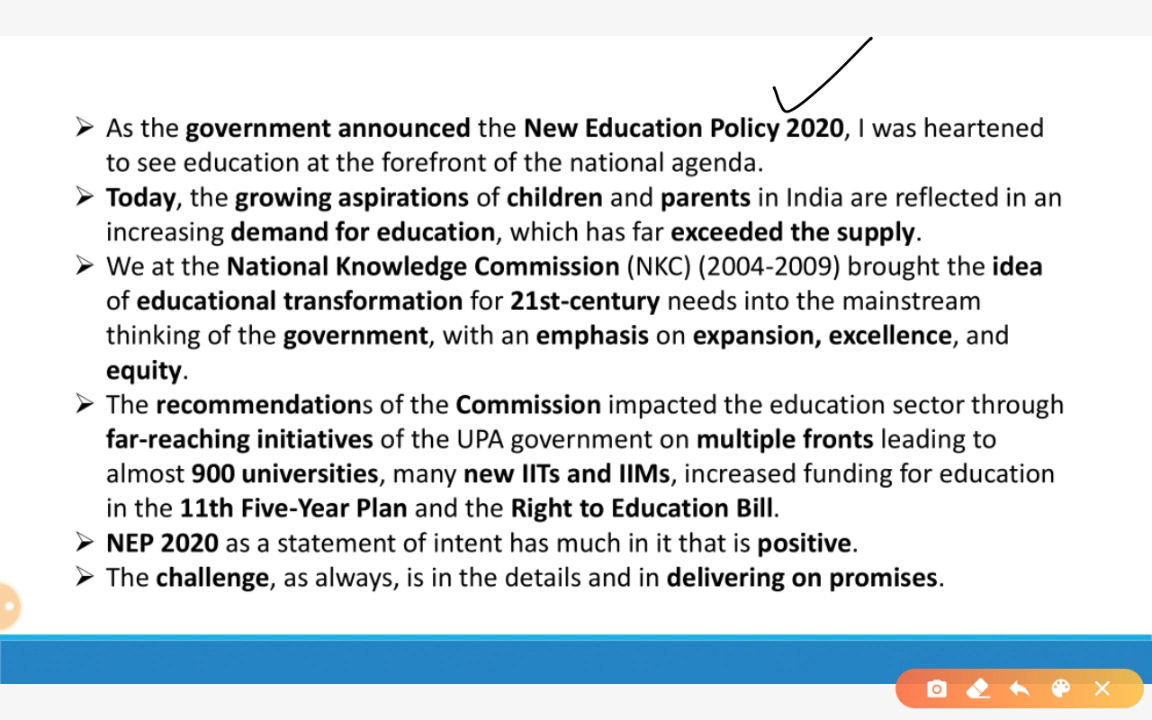 ➢ As the government announced the New Education Policy 2020, I was heartened
to see education at the forefront of the national agenda.
➢ Today, the growing aspirations of children and parents in India are reflected in an
increasing demand for education, which has far exceeded the supply.
➢ We at the National Knowledge Commission (NKC) (2004-2009) brought the idea
of educational transformation for 21st-century needs into the mainstream
thinking of the government, with an emphasis on expansion, excellence, and
equity.
➢ The recommendations of the Commission impacted the education sector through
far-reaching initiatives of the UPA government on multiple fronts leading to
almost 900 universities, many new IITs and IIMs, increased funding for education
in the 11th Five-Year Plan and the Right to Education Bill.
➢ NEP 2020 as a statement of intent has much in it that is positive.
➢ The challenge, as always, is in the details and in delivering on promises.